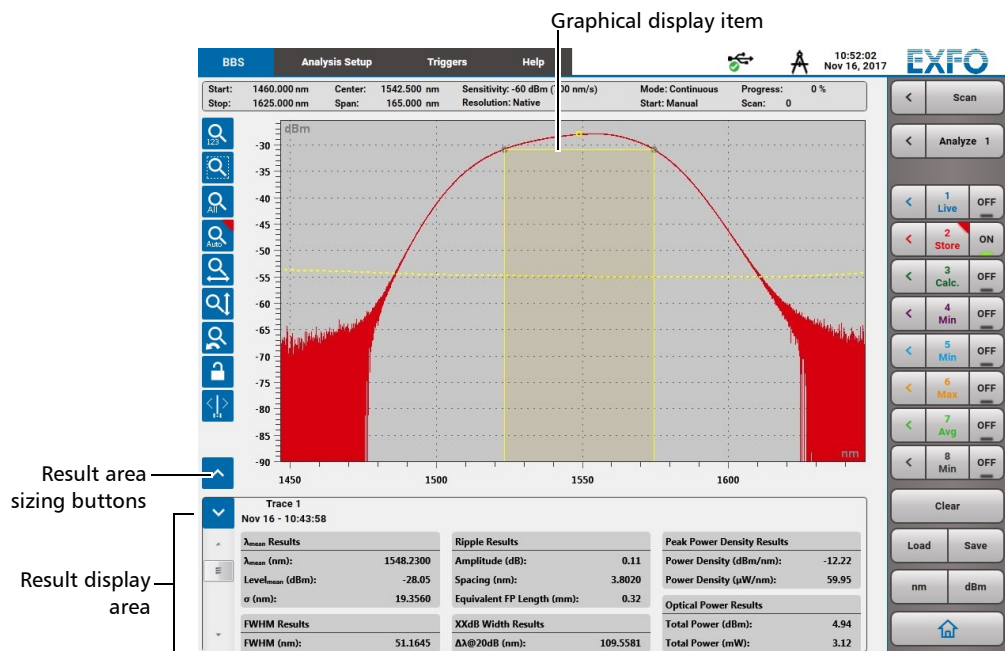 Graphical display item
BBS Analysis Setup Triggers Help 10:52:02
Nov 16, 2017
EXFO
Start: 1460.000 nm Center: 1542.500 nm Sensitivity: -60 dBm ( 00 nm/s) Mode: Continuous Progress: 0 %
Stop: 1625.000 nm Span: 165.000 nm Resolution: Native Start: Manual Scan: 0
Scan
Analyze 1
123
All
Auto
dBm
-30
-35
-40
-45
-50
-55
-60
-65
-70
-75
-80
-85
-90
nm
1450 1500 1550 1600
1
Live OFF
2
Store ON
3
Calc. OFF
4
Min OFF
5
Min OFF
6
Max OFF
7
Avg OFF
8
Min OFF
Clear
Load Save
nm dBm
Result area
sizing buttons
Result display
area
Trace 1
Nov 16 - 10:43:58
λmean Results
λmean (nm): 1548.2300
Levelmean (dBm): -28.05
σ (nm): 19.3560
FWHM Results
FWHM (nm): 51.1645
Ripple Results
Amplitude (dB): 0.11
Spacing (nm): 3.8020
Equivalent FP Length (mm): 0.32
XXdB Width Results
Δλ@20dB (nm): 109.5581
Peak Power Density Results
Power Density (dBm/nm): -12.22
Power Density (µW/nm): 59.95
Optical Power Results
Total Power (dBm): 4.94
Total Power (mW): 3.12